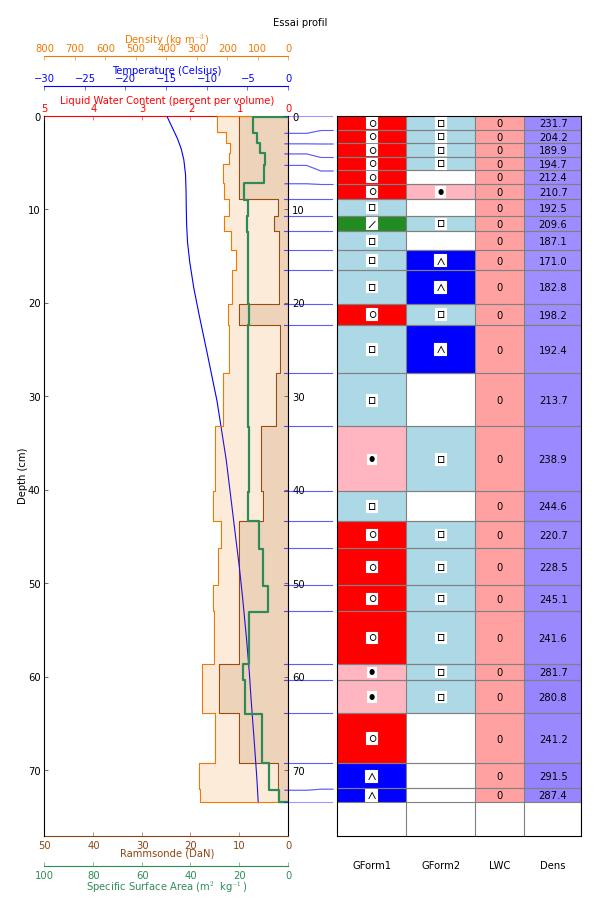 Essai profil
Density (kg m⁻³)
800 700 600 500 400 300 200 100 0
Temperature (Celsius)
−30 −25 −20 −15 −10 −5 0
Liquid Water Content (percent per volume)
5 4 3 2 1 0
0 0 0 231.7
0 204.2
0 189.9
0 194.7
0 212.4
0 210.7
10 10 0 192.5
0 209.6
0 187.1
0 171.0
0 182.8
20 20 0 198.2
0 192.4
30 30 0 213.7
Depth (cm) 0 238.9
40 40 0 244.6
0 220.7
0 228.5
50 50 0 245.1
0 241.6
60 60 0 281.7
0 280.8
0 241.2
70 70 0 291.5
0 287.4
50 40 30 20 10 0
Rammsonde (DaN)
100 80 60 40 20 0
Specific Surface Area (m² kg⁻¹)
GForm1 GForm2 LWC Dens